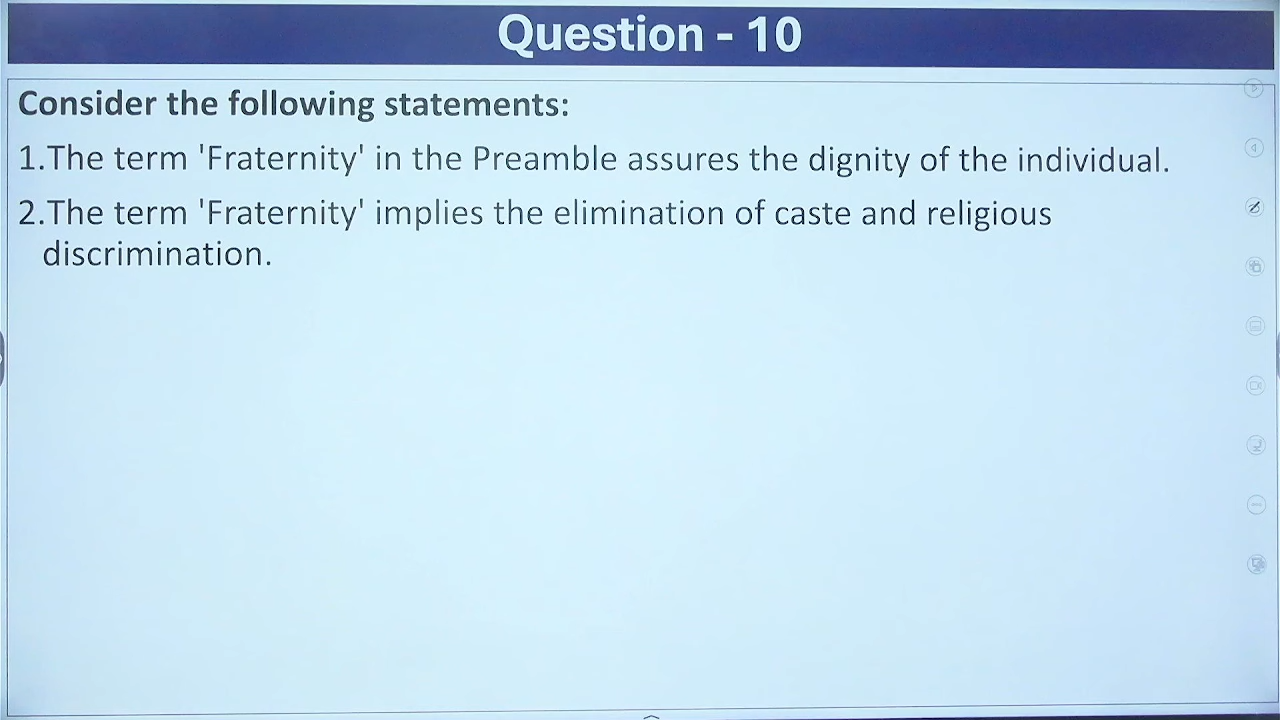 Question - 10
Consider the following statements:
1.The term 'Fraternity' in the Preamble assures the dignity of the individual.
2.The term 'Fraternity' implies the elimination of caste and religious
discrimination.